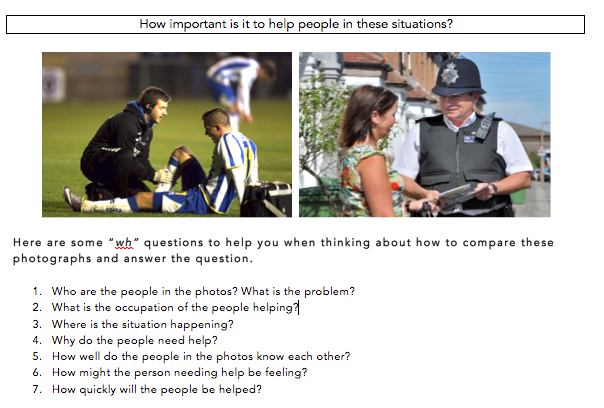 How important is it to help people in these situations?
Here are some "wh" questions to help you when thinking about how to compare these
photographs and answer the question.
1. Who are the people in the photos? What is the problem?
2. What is the occupation of the people helping?
3. Where is the situation happening?
4. Why do the people need help?
5. How well do the people in the photos know each other?
6. How might the person needing help be feeling?
7. How quickly will the people be helped?